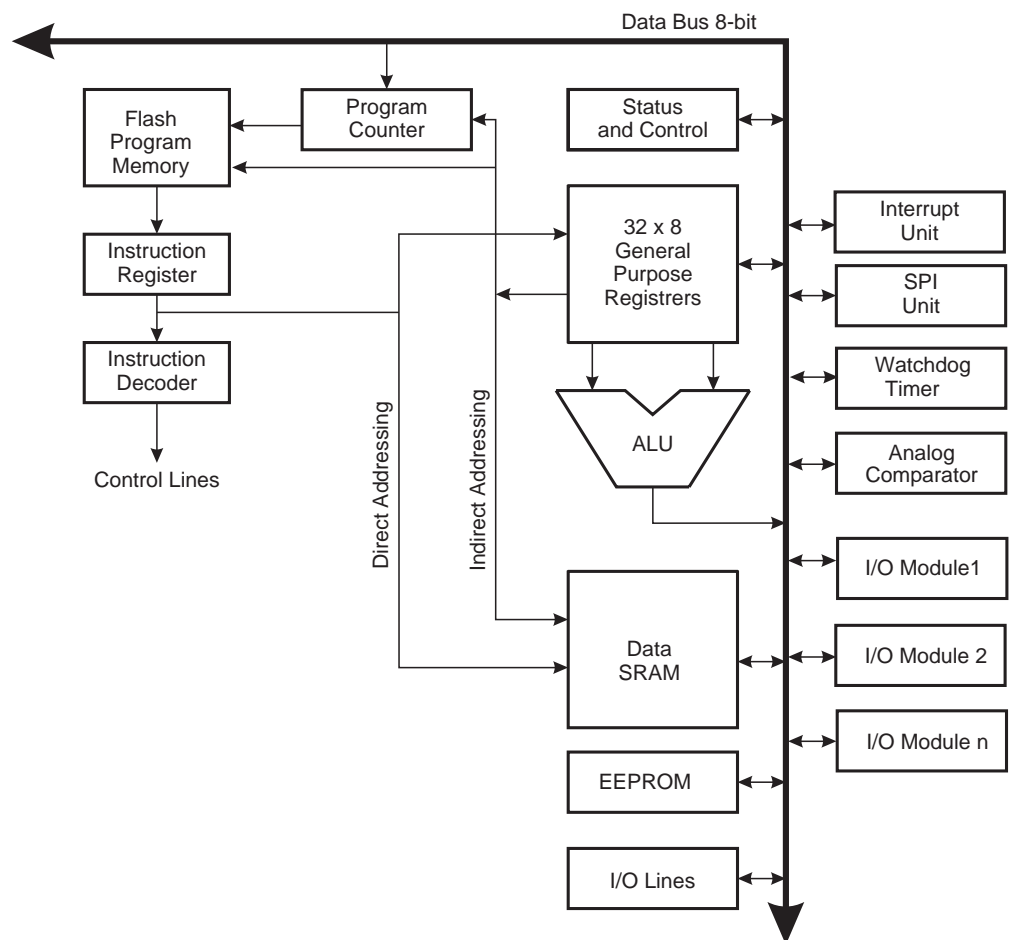 Data Bus 8-bit
Flash
Program
Memory
Program
Counter
Status
and Control
Instruction
Register
32 x 8
General
Purpose
Registrers
Interrupt
Unit
SPI
Unit
Instruction
Decoder
Watchdog
Timer
Control Lines
Direct Addressing
Indirect Addressing
ALU
Analog
Comparator
I/O Module1
Data
SRAM
I/O Module 2
I/O Module n
EEPROM
I/O Lines